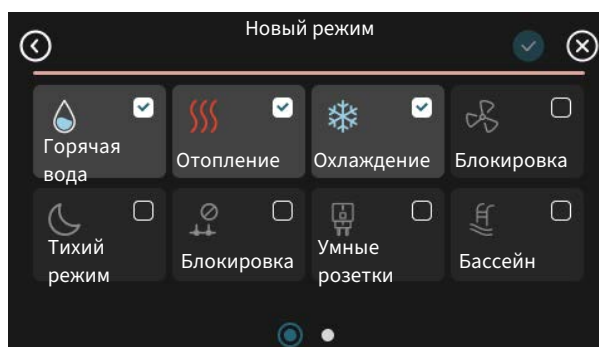 Новый режим
Горячая
вода
Отопление
Охлаждение
Блокировка
Тихий
режим
Блокировка
Умные
розетки
Бассейн